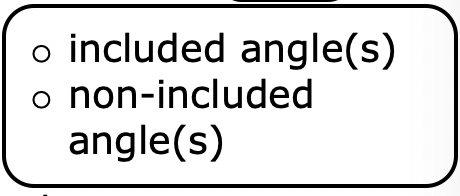 ○ included angle(s)
○ non-included
angle(s)